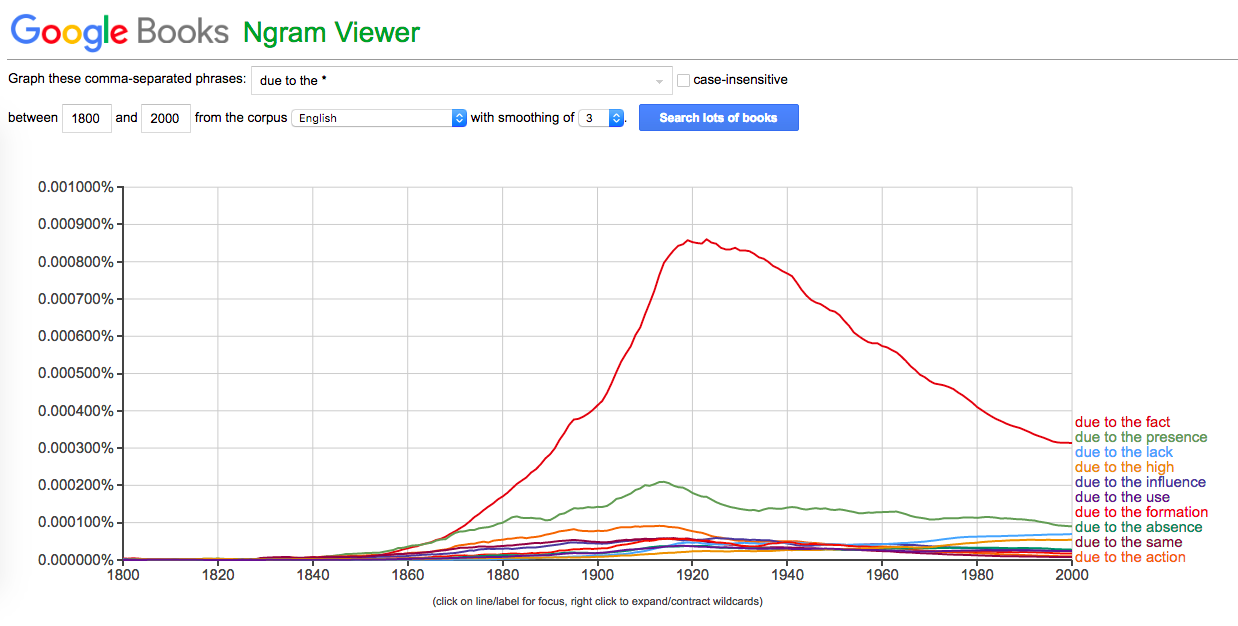 Google Books Ngram Viewer
Graph these comma-separated phrases: due to the * case-insensitive
between 1800 and 2000 from the corpus English with smoothing of 3 . Search lots of books
0.001000%
0.000900%
0.000800%
0.000700%
0.000600%
0.000500%
0.000400%
0.000300%
0.000200%
0.000100%
0.000000%
due to the fact
due to the presence
due to the lack
due to the high
due to the influence
due to the use
due to the formation
due to the absence
due to the same
due to the action
1800 1820 1840 1860 1880 1900 1920 1940 1960 1980 2000
(click on line/label for focus, right click to expand/contract wildcards)